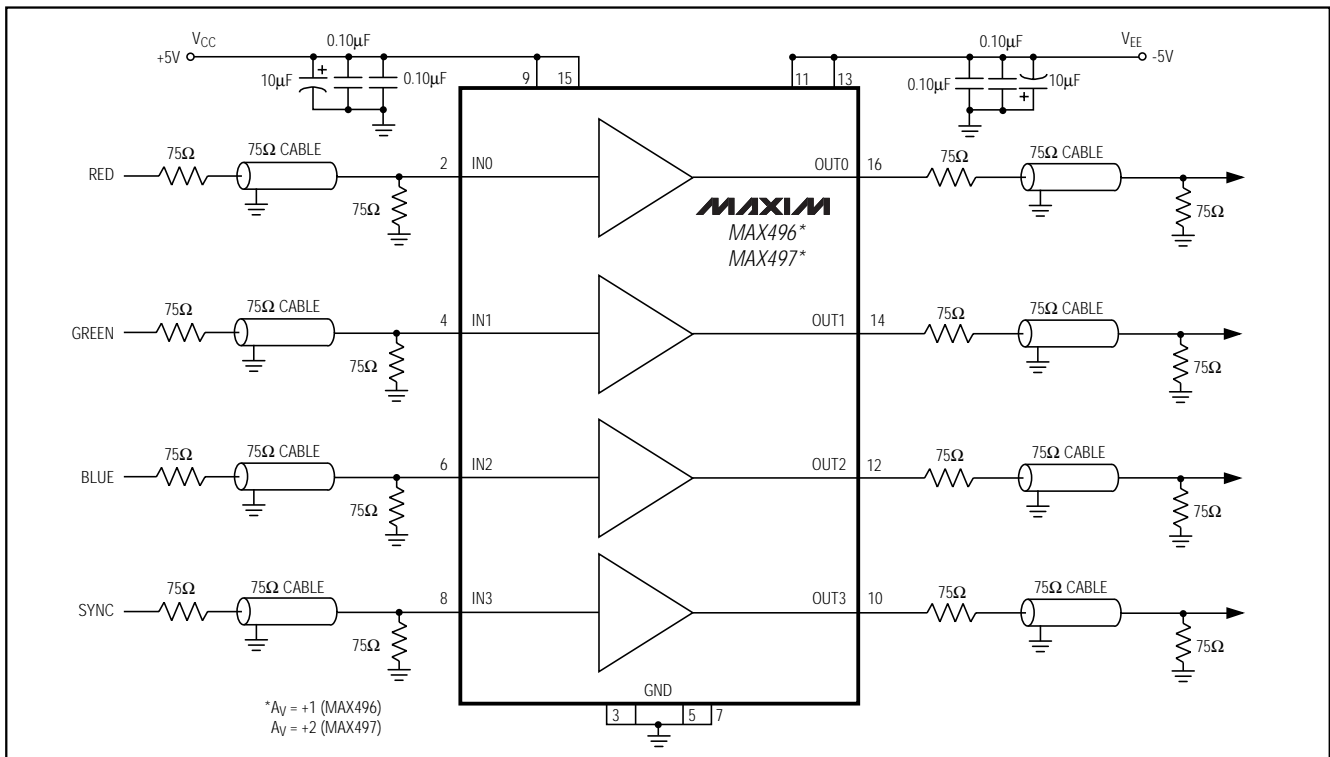 VCC
+5V
0.10µF
10µF
0.10µF
9 15
0.10µF
VEE
-5V
11 13
0.10µF
10µF
RED
75Ω
75Ω CABLE
75Ω
2 IN0
OUT0 16
75Ω
75Ω CABLE
75Ω
MAXIM
MAX496*
MAX497*
GREEN
75Ω
75Ω CABLE
75Ω
4 IN1
OUT1 14
75Ω
75Ω CABLE
75Ω
BLUE
75Ω
75Ω CABLE
75Ω
6 IN2
OUT2 12
75Ω
75Ω CABLE
75Ω
SYNC
75Ω
75Ω CABLE
75Ω
8 IN3
OUT3 10
75Ω
75Ω CABLE
75Ω
GND
3 5 7
*AV = +1 (MAX496)
AV = +2 (MAX497)